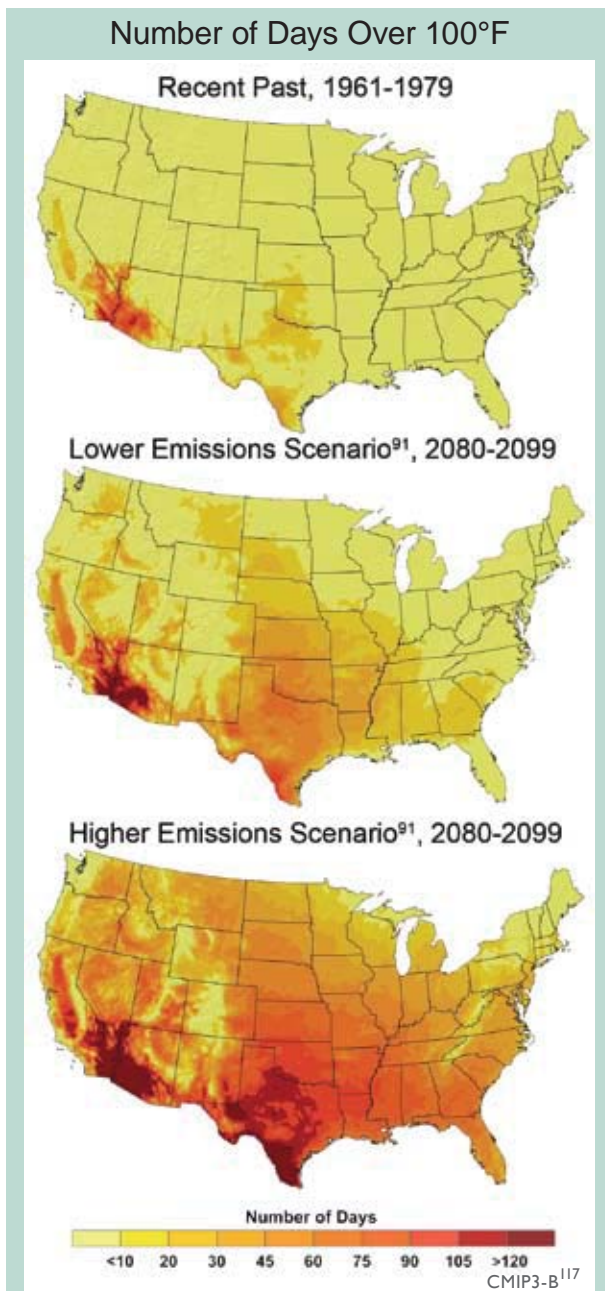 Number of Days Over 100°F
Recent Past, 1961-1979
Lower Emissions Scenario⁹¹, 2080-2099
Higher Emissions Scenario⁹¹, 2080-2099
Number of Days
<10 20 30 45 60 75 90 105 >120
CMIP3-B¹¹⁷